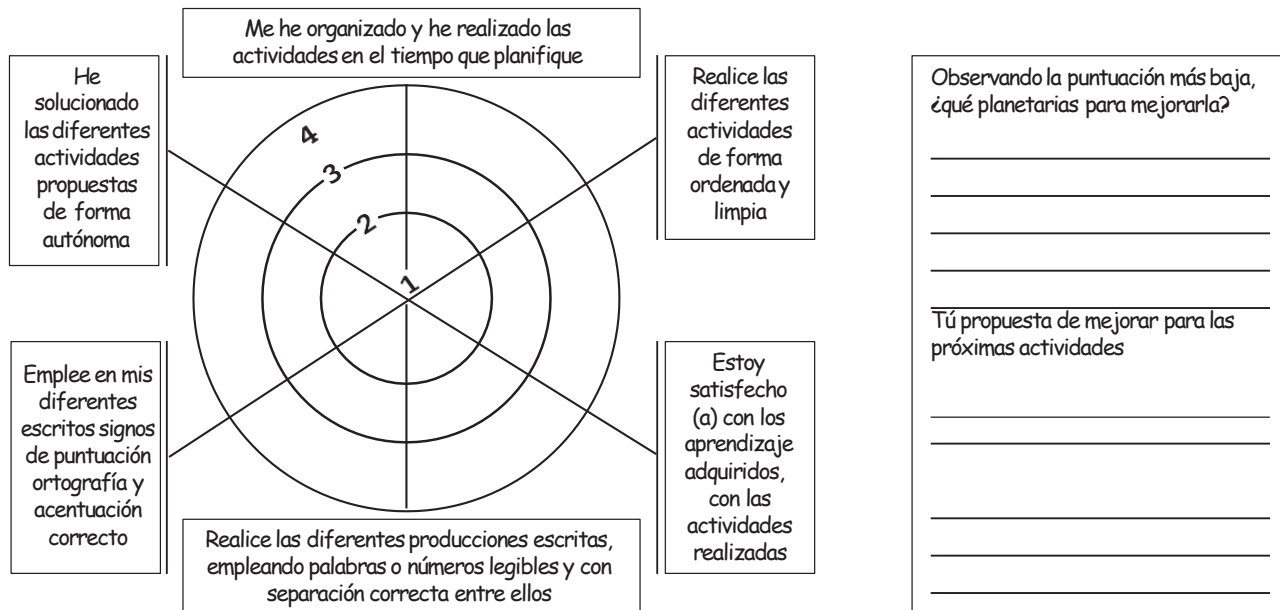 Me he organizado y he realizado las
actividades en el tiempo que planifique
He
solucionado
las diferentes
actividades
propuestas
de forma
autónoma
Realice las
diferentes
actividades
de forma
ordenada y
limpia
4
3
2
1
Emplee en mis
diferentes
escritos signos
de puntuación
ortografía y
acentuación
correcto
Estoy
satisfecho
(a) con los
aprendizaje
adquiridos,
con las
actividades
realizadas
Realice las diferentes producciones escritas,
empleando palabras o números legibles y con
separación correcta entre ellos
Observando la puntuación más baja,
¿qué planetarias para mejorarla?
Tú propuesta de mejorar para las
próximas actividades